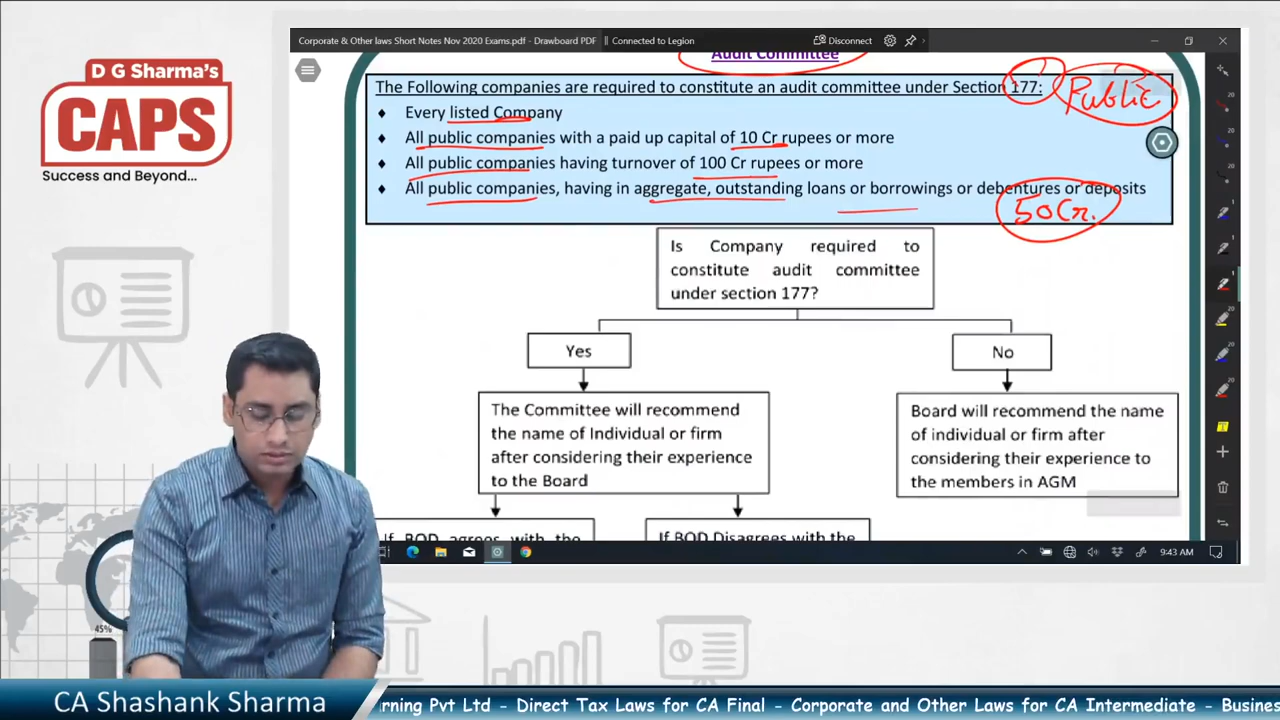 D G SHARMA's
CAPS
Success and Beyond...
Corporate & Other laws Short Notes Nov 2020 Exams.pdf - Drawboard PDF
Connected to Legion
Disconnect
Audit Committee
The Following companies are required to constitute an audit committee under Section 177:
Public
♦ Every listed Company
♦ All public companies with a paid up capital of 10 Cr rupees or more
♦ All public companies having turnover of 100 Cr rupees or more
♦ All public companies, having in aggregate, outstanding loans or borrowings or debentures or deposits
50 Cr.
Is Company required to
constitute audit committee
under section 177?
Yes
No
The Committee will recommend
the name of Individual or firm
after considering their experience
to the Board
Board will recommend the name
of individual or firm after
considering their experience to
the members in AGM
If BOD agrees with the
If BOD Disagrees with the
9:43 AM
45%
CA Shashank Sharma
rning Pvt Ltd - Direct Tax Laws for CA Final - Corporate and Other Laws for CA Intermediate - Busines